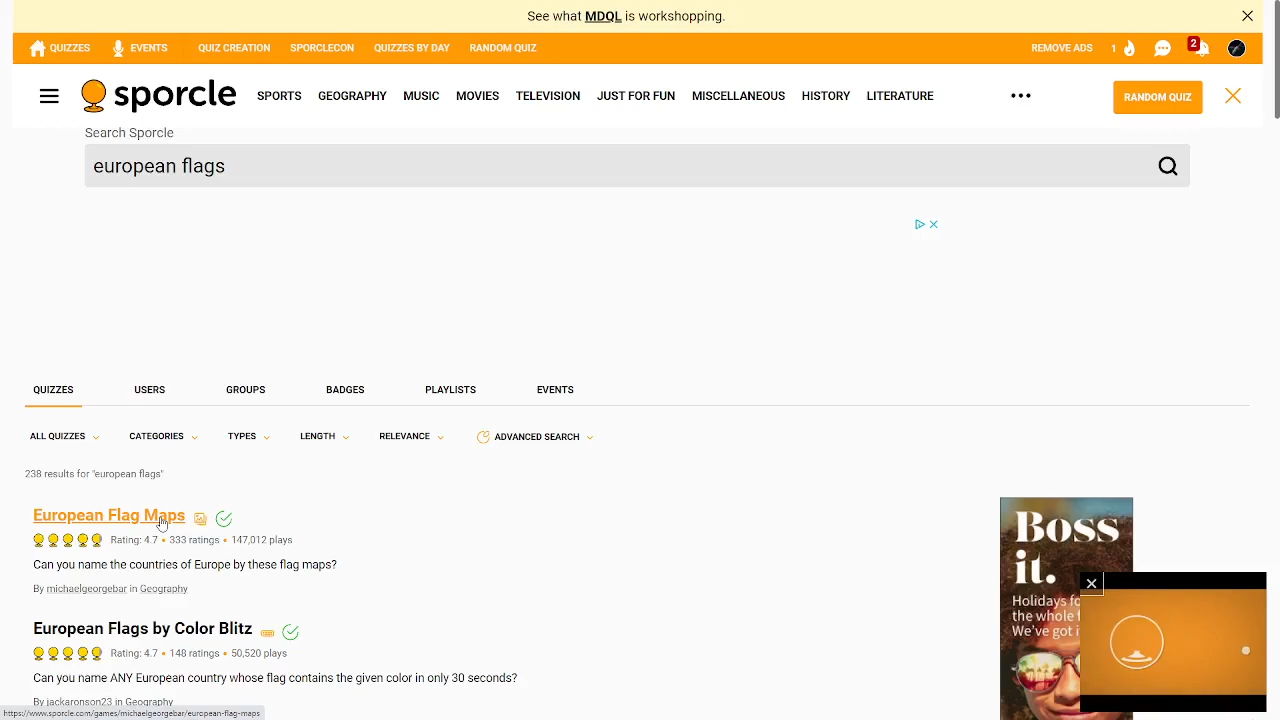 See what MDQL is workshopping.
QUIZZES EVENTS QUIZ CREATION SPORCLECON QUIZZES BY DAY RANDOM QUIZ REMOVE ADS 1 2
sporcle SPORTS GEOGRAPHY MUSIC MOVIES TELEVISION JUST FOR FUN MISCELLANEOUS HISTORY LITERATURE ••• RANDOM QUIZ
Search Sporcle
european flags
QUIZZES USERS GROUPS BADGES PLAYLISTS EVENTS
ALL QUIZZES CATEGORIES TYPES LENGTH RELEVANCE ADVANCED SEARCH
238 results for "european flags"
European Flag Maps
Rating: 4.7 • 333 ratings • 147,012 plays
Can you name the countries of Europe by these flag maps?
By michaelgeorgebar in Geography
European Flags by Color Blitz
Rating: 4.7 • 148 ratings • 50,520 plays
Can you name ANY European country whose flag contains the given color in only 30 seconds?
By jackaronson23 in Geography
https://www.sporcle.com/games/michaelgeorgebar/european-flag-maps
Boss
it.
Holidays
the whole
We've got